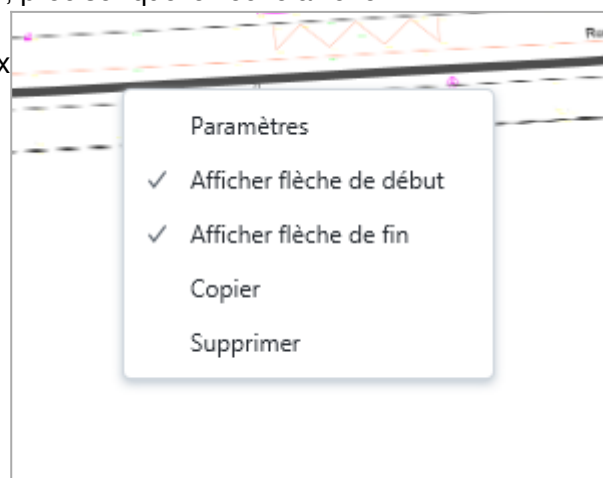 x
Paramètres
Afficher flèche de début
Afficher flèche de fin
Copier
Supprimer